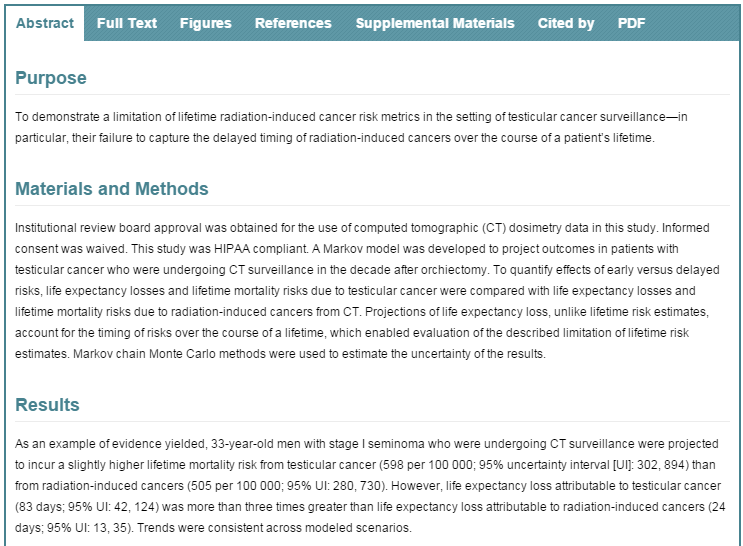 Abstract Full Text Figures References Supplemental Materials Cited by PDF
Purpose
To demonstrate a limitation of lifetime radiation-induced cancer risk metrics in the setting of testicular cancer surveillance—in
particular, their failure to capture the delayed timing of radiation-induced cancers over the course of a patient's lifetime.
Materials and Methods
Institutional review board approval was obtained for the use of computed tomographic (CT) dosimetry data in this study. Informed
consent was waived. This study was HIPAA compliant. A Markov model was developed to project outcomes in patients with
testicular cancer who were undergoing CT surveillance in the decade after orchiectomy. To quantify effects of early versus delayed
risks, life expectancy losses and lifetime mortality risks due to testicular cancer were compared with life expectancy losses and
lifetime mortality risks due to radiation-induced cancers from CT. Projections of life expectancy loss, unlike lifetime risk estimates,
account for the timing of risks over the course of a lifetime, which enabled evaluation of the described limitation of lifetime risk
estimates. Markov chain Monte Carlo methods were used to estimate the uncertainty of the results.
Results
As an example of evidence yielded, 33-year-old men with stage I seminoma who were undergoing CT surveillance were projected
to incur a slightly higher lifetime mortality risk from testicular cancer (598 per 100 000; 95% uncertainty interval [UI]: 302, 894) than
from radiation-induced cancers (505 per 100 000; 95% UI: 280, 730). However, life expectancy loss attributable to testicular cancer
(83 days; 95% UI: 42, 124) was more than three times greater than life expectancy loss attributable to radiation-induced cancers (24
days; 95% UI: 13, 35). Trends were consistent across modeled scenarios.